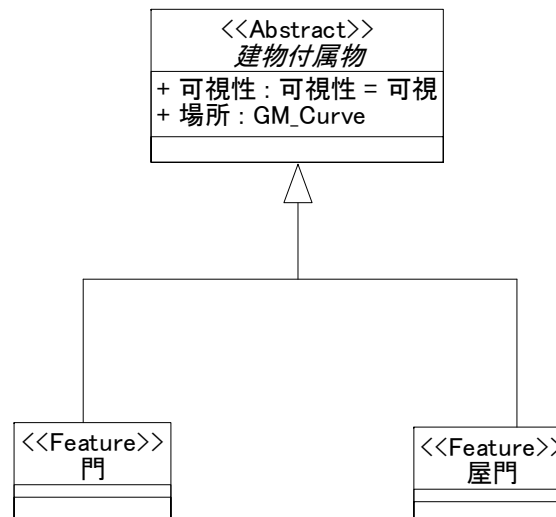 <<Abstract>>
建物付属物
+ 可視性 : 可視性 = 可視
+ 場所 : GM_Curve
<<Feature>>
門
<<Feature>>
屋門